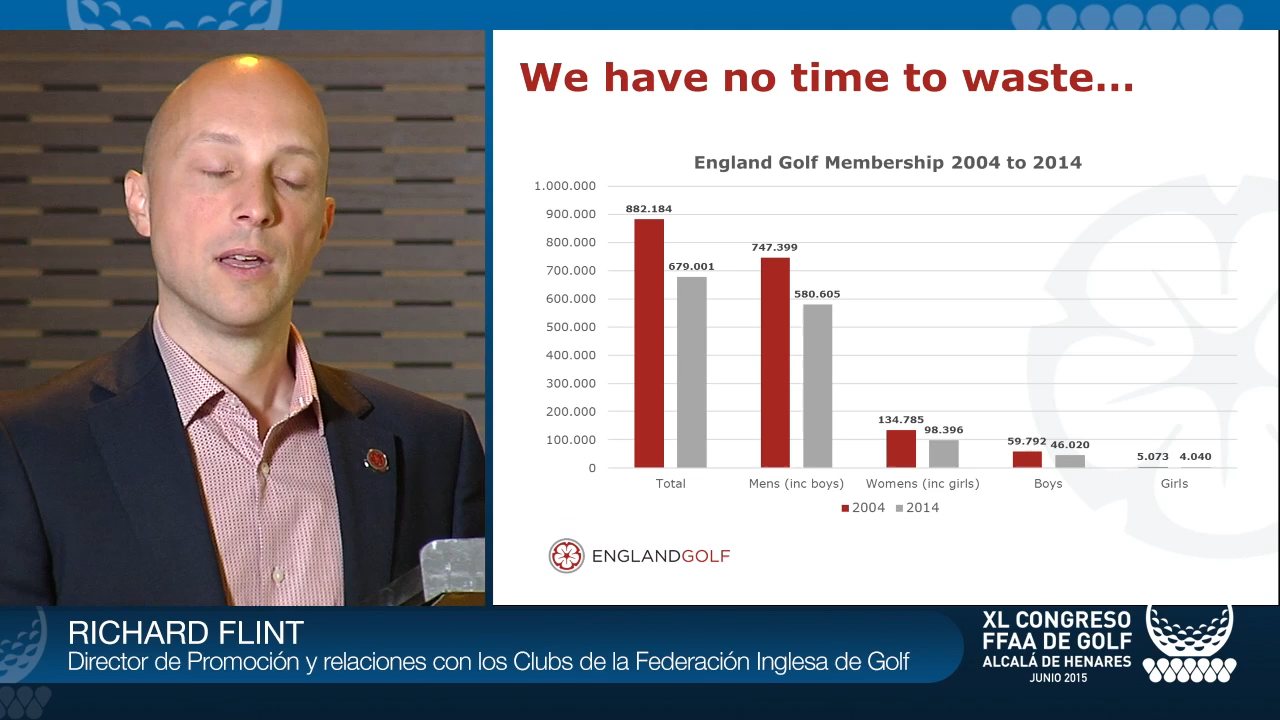 We have no time to waste...
England Golf Membership 2004 to 2014
1.000.000
900.000
800.000
700.000
600.000
500.000
400.000
300.000
200.000
100.000
0
882.184
679.001
747.399
580.605
134.785
98.396
59.792
46.020
5.073
4.040
Total
Mens (inc boys)
Womens (inc girls)
Boys
Girls
2004
2014
ENGLANDGOLF
RICHARD FLINT
Director de Promoción y relaciones con los Clubs de la Federación Inglesa de Golf
XL CONGRESO
FFAA DE GOLF
ALCALÁ DE HENARES
JUNIO 2015